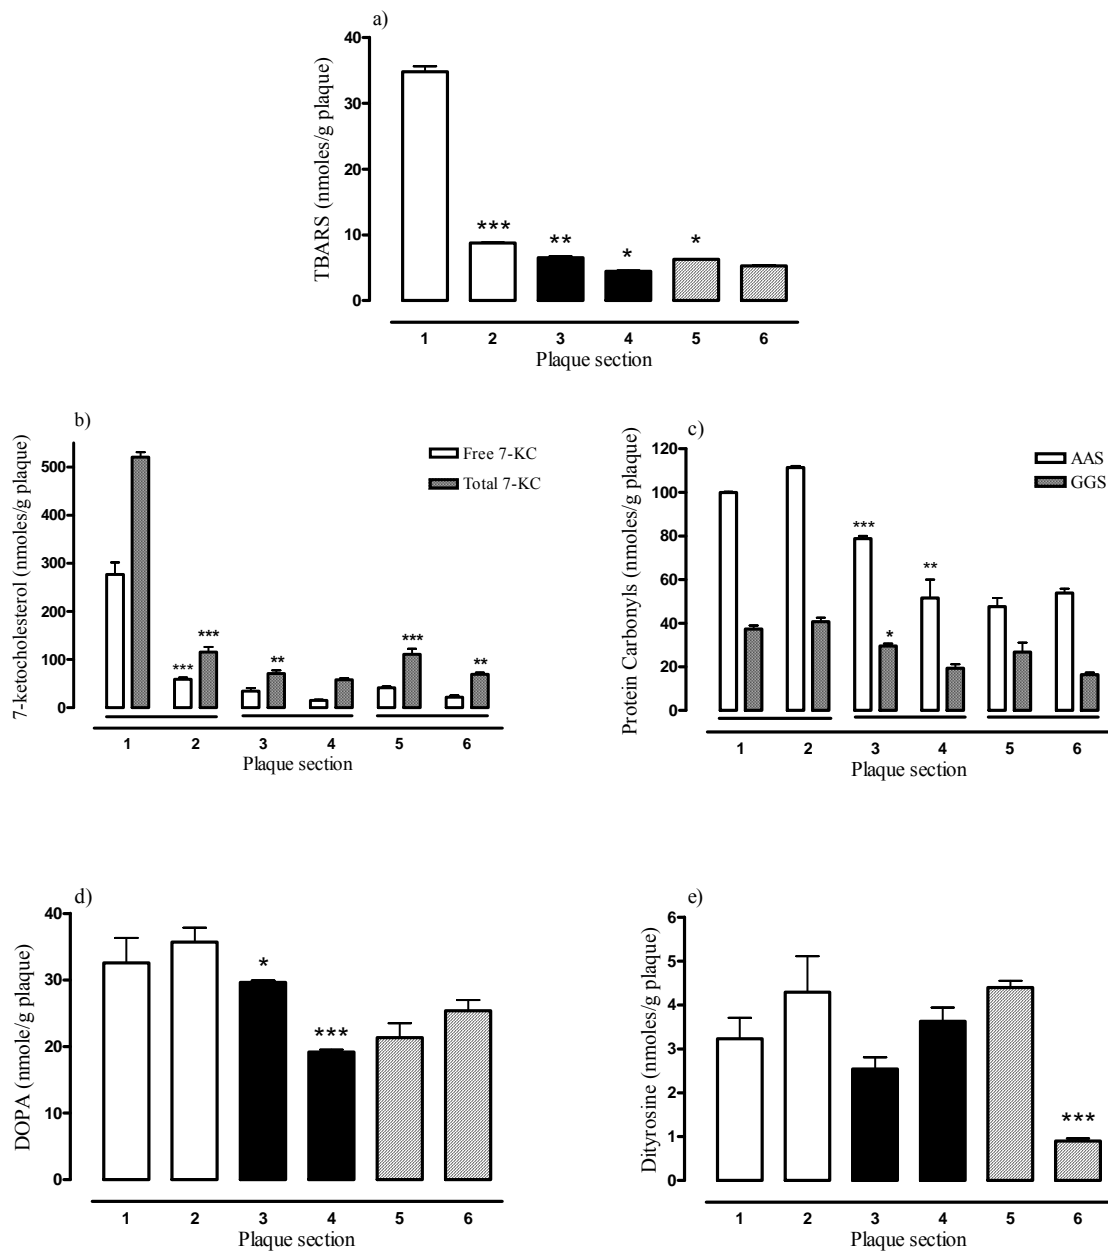 a)
TBARS (nmoles/g plaque)
40
30
20
10
0
***
**
*
*
1 2 3 4 5 6
Plaque section
b)
7-ketocholesterol (nmoles/g plaque)
500
400
300
200
100
0
Free 7-KC
Total 7-KC
***
***
**
***
**
1 2 3 4 5 6
Plaque section
c)
Protein Carbonyls (nmoles/g plaque)
120
100
80
60
40
20
0
AAS
GGS
***
*
**
1 2 3 4 5 6
Plaque section
d)
DOPA (nmole/g plaque)
40
30
20
10
0
*
***
1 2 3 4 5 6
Plaque section
e)
Dityrosine (nmoles/g plaque)
6
5
4
3
2
1
0
***
1 2 3 4 5 6
Plaque section